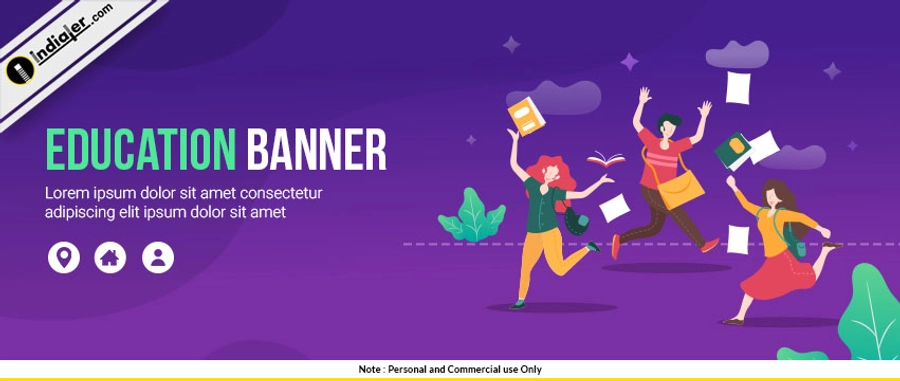 indiater.com
EDUCATION BANNER
Lorem ipsum dolor sit amet consectetur
adipiscing elit ipsum dolor sit amet
Note : Personal and Commercial use Only